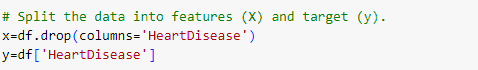 # Split the data into features (X) and target (y).
x=df.drop(columns='HeartDisease')
y=df['HeartDisease']